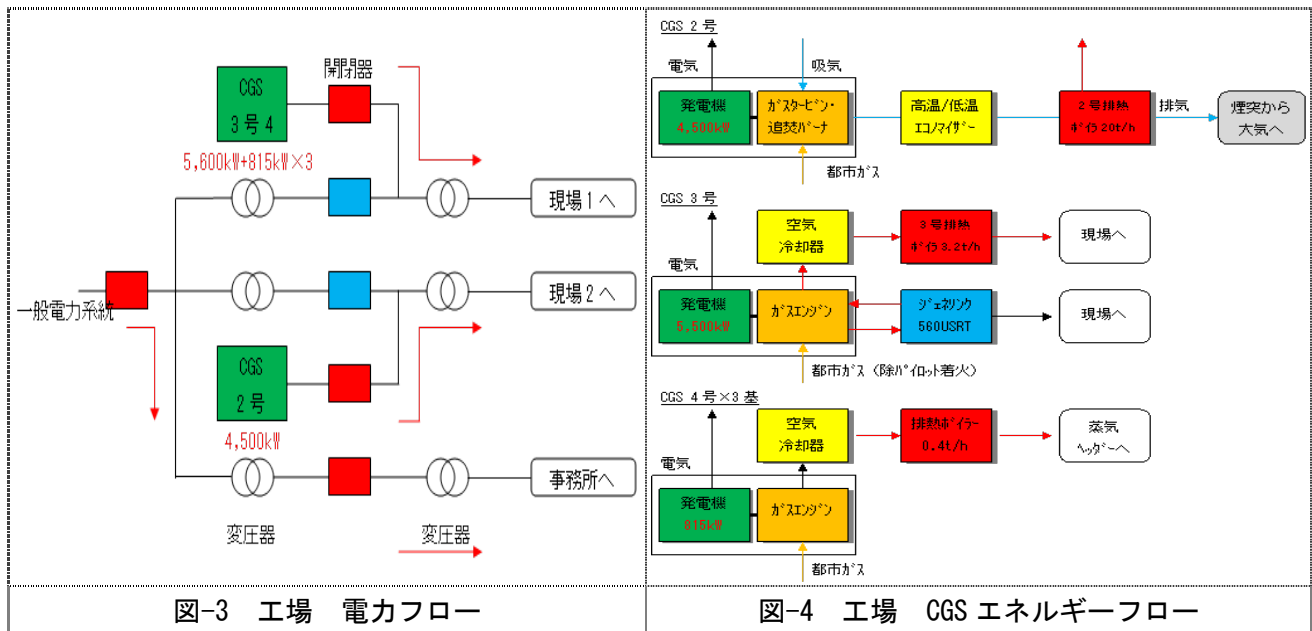 開閉器
CGS
3号4
5,600kW+815kW×3
現場1へ
一般電力系統
現場2へ
CGS
2号
4,500kW
事務所へ
変圧器
変圧器
図-3 工場 電力フロー
CGS 2号
電気
吸気
発電機
4,500kW
ガスタービン・
追焚バーナ
高温/低温
エコノマイザー
2号排熱
ボイラ20t/h
排気
煙突から
大気へ
都市ガス
CGS 3号
空気
冷却器
3号排熱
ボイラ3.2t/h
現場へ
電気
発電機
5,500kW
ガスエンジン
ジェネリンク
560USRT
現場へ
都市ガス(除パイロット着火)
CGS 4号×3基
空気
冷却器
排熱ボイラー
0.4t/h
蒸気
ヘッダーへ
電気
発電機
815kW
ガスエンジン
都市ガス
図-4 工場 CGSエネルギーフロー